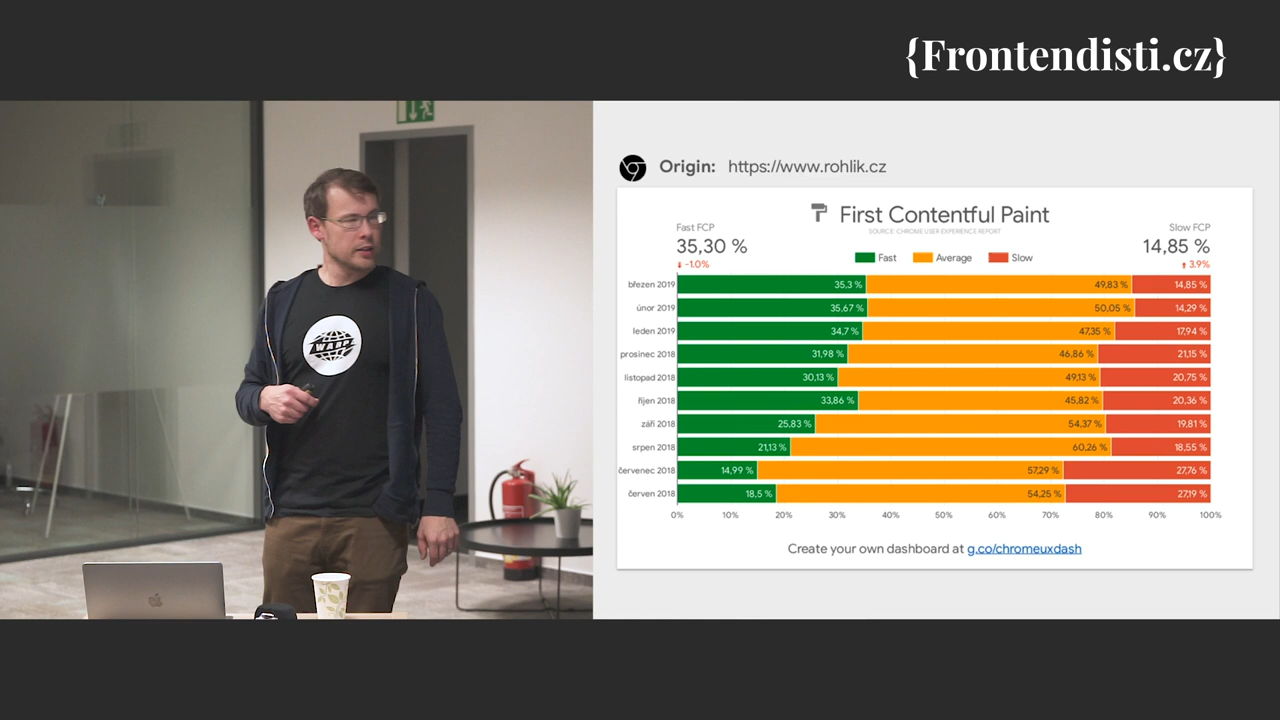 {Frontendisti.cz}
WARP
Origin: https://www.rohlik.cz
First Contentful Paint
SOURCE: CHROME USER EXPERIENCE REPORT
Fast FCP
35,30 %
-1.0%
Slow FCP
14,85 %
3.9%
Fast Average Slow
březen 2019 35,3 % 49,83 % 14,85 %
únor 2019 35,67 % 50,05 % 14,29 %
leden 2019 34,7 % 47,35 % 17,94 %
prosinec 2018 31,98 % 46,86 % 21,15 %
listopad 2018 30,13 % 49,13 % 20,75 %
říjen 2018 33,86 % 45,82 % 20,36 %
září 2018 25,83 % 54,37 % 19,81 %
srpen 2018 21,13 % 60,26 % 18,55 %
červenec 2018 14,99 % 57,29 % 27,76 %
červen 2018 18,5 % 54,25 % 27,19 %
0% 10% 20% 30% 40% 50% 60% 70% 80% 90% 100%
Create your own dashboard at g.co/chromeuxdash